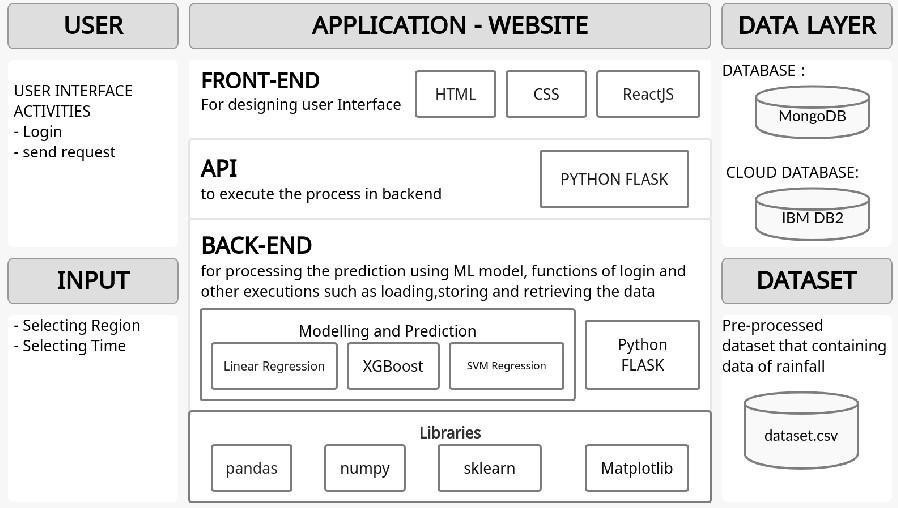 USER
USER INTERFACE
ACTIVITIES
- Login
- send request
INPUT
- Selecting Region
- Selecting Time
APPLICATION - WEBSITE
FRONT-END
For designing user Interface
HTML
CSS
ReactJS
API
to execute the process in backend
PYTHON FLASK
BACK-END
for processing the prediction using ML model, functions of login and
other executions such as loading,storing and retrieving the data
Modelling and Prediction
Linear Regression
XGBoost
SVM Regression
Python
FLASK
Libraries
pandas
numpy
sklearn
Matplotlib
DATA LAYER
DATABASE :
MongoDB
CLOUD DATABASE:
IBM DB2
DATASET
Pre-processed
dataset that containing
data of rainfall
dataset.csv